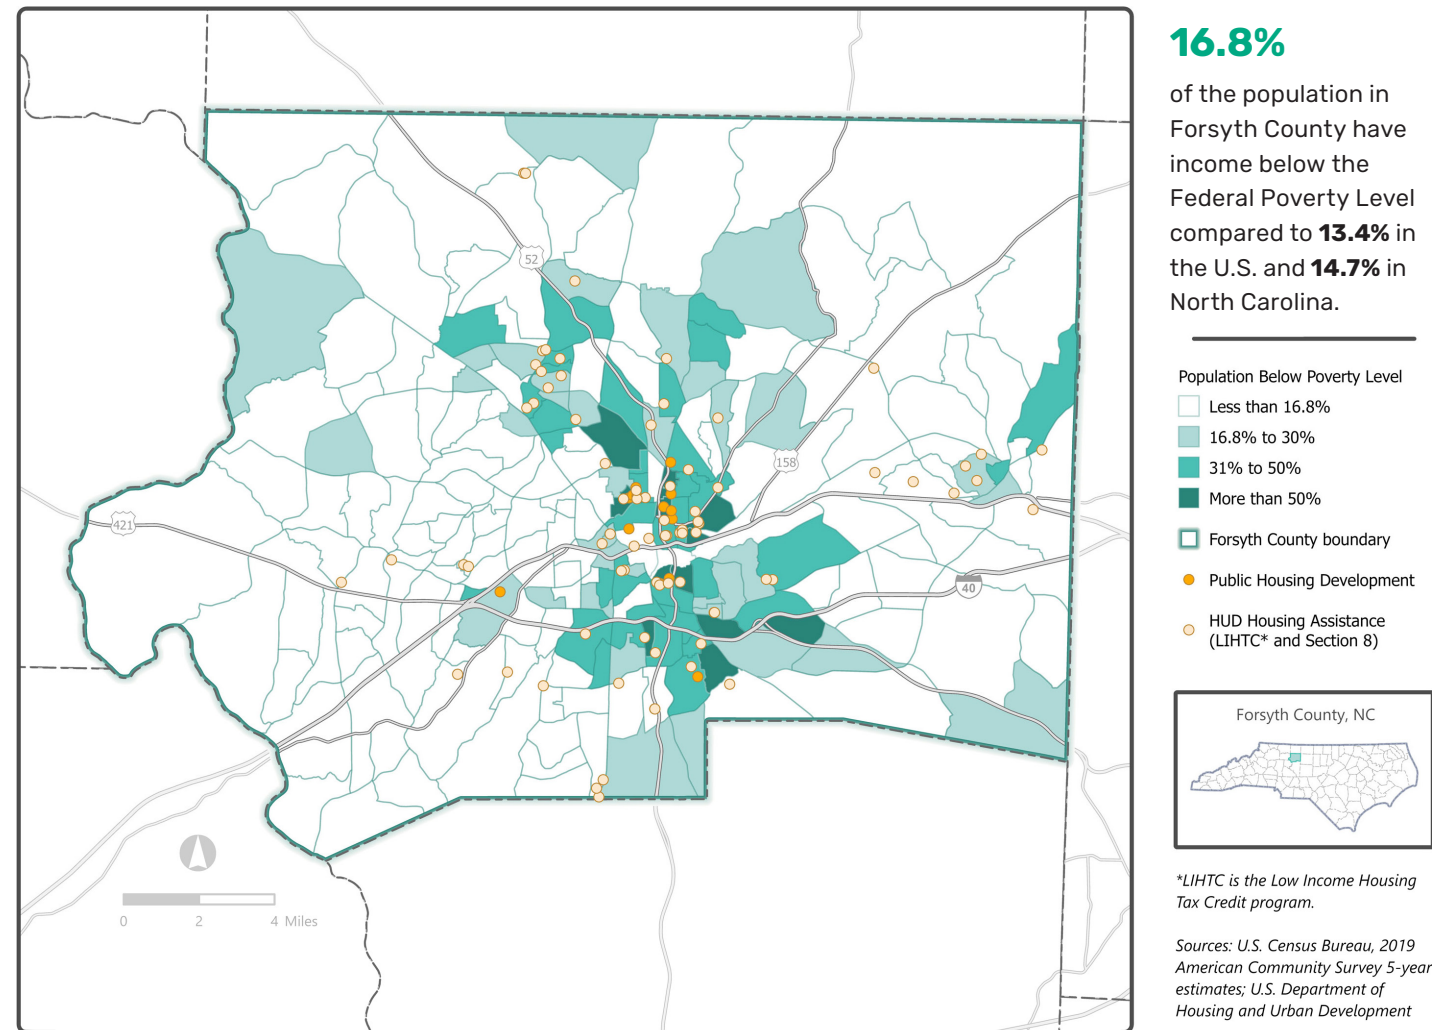 16.8%
of the population in
Forsyth County have
income below the
Federal Poverty Level
compared to 13.4% in
the U.S. and 14.7% in
North Carolina.
Population Below Poverty Level
Less than 16.8%
16.8% to 30%
31% to 50%
More than 50%
Forsyth County boundary
Public Housing Development
HUD Housing Assistance
(LIHTC* and Section 8)
Forsyth County, NC
*LIHTC is the Low Income Housing
Tax Credit program.
Sources: U.S. Census Bureau, 2019
American Community Survey 5-year
estimates; U.S. Department of
Housing and Urban Development
52
158
421
40
0 2 4 Miles